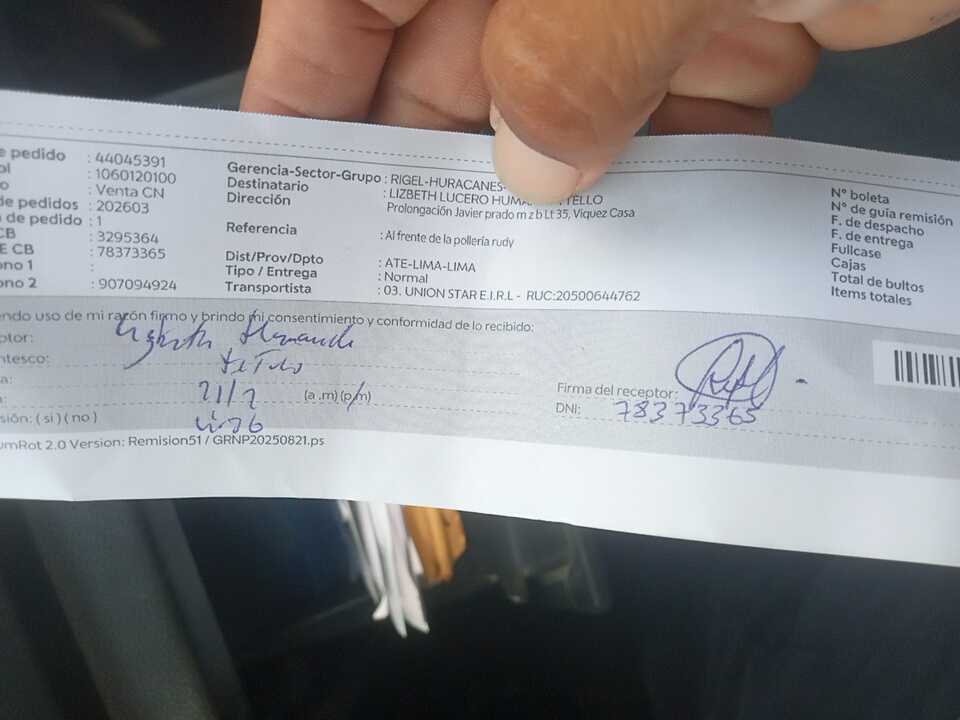 e pedido : 44045391
al : 1060120100
o : Venta CN
de pedidos : 202603
a de pedido : 1
CB : 3295364
E CB : 78373365
ono 1 :
ono 2 : 907094924
Gerencia-Sector-Grupo : RIGEL-HURACANES-
Destinatario : LIZBETH LUCERO HUMA TELLO
Dirección Prolongación Javier prado m z b Lt 35, Viquez Casa
Referencia : Al frente de la pollería rudy
Dist/Prov/Dpto : ATE-LIMA-LIMA
Tipo / Entrega : Normal
Transportista : 03. UNION STAR E.I.R.L - RUC:20500644762
N° boleta
N° de guía remisión
F. de despacho
F. de entrega
Fullcase
Cajas
Total de bultos
Items totales
endo uso de mi razón firmo y brindo mi consentimiento y conformidad de lo recibido:
ptor:
ntesco:
a: 21/2
a: (a .m) (p/m)
sión: ( si ) ( no )
Firma del receptor:
DNI: 78373365
umRot 2.0 Version: Remision51 / GRNP20250821.ps